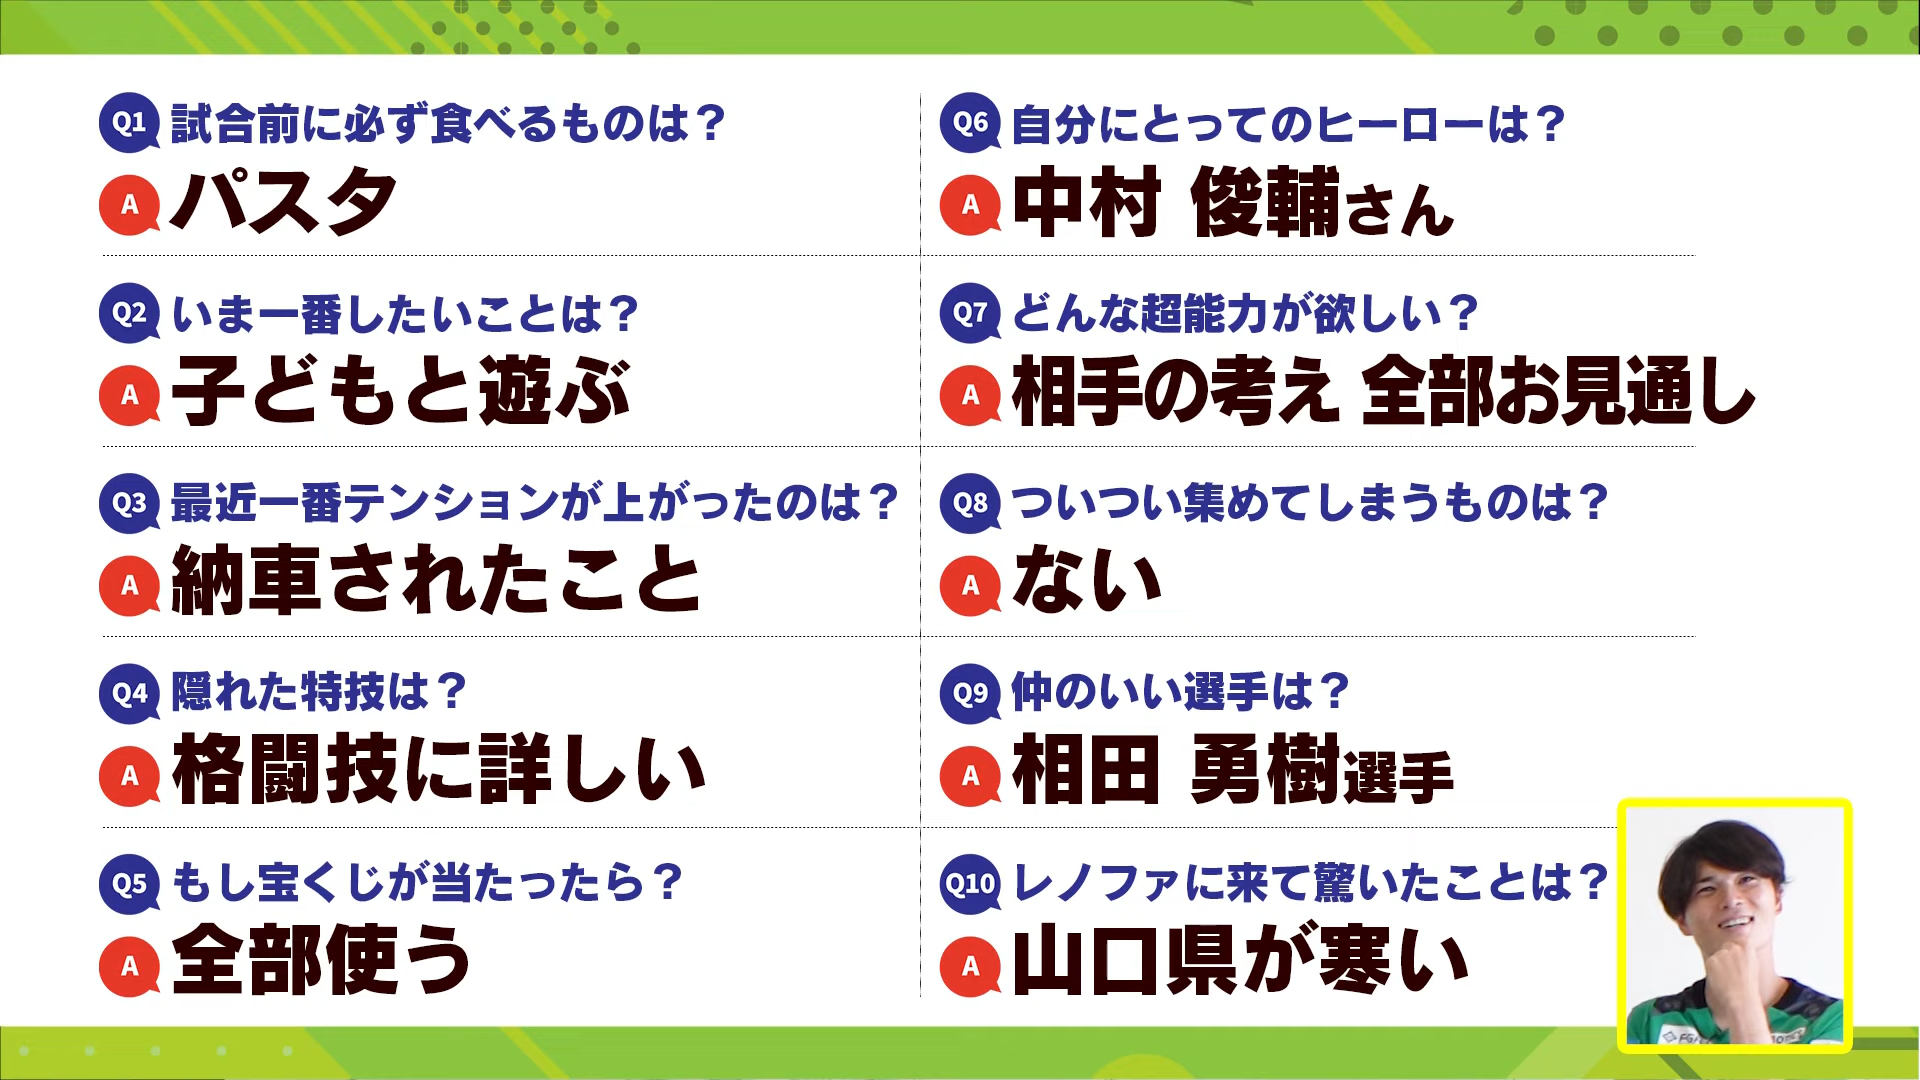 Q1 試合前に必ず食べるものは？
A パスタ
Q2 いま一番したいことは？
A 子どもと遊ぶ
Q3 最近一番テンションが上がったのは？
A 納車されたこと
Q4 隠れた特技は？
A 格闘技に詳しい
Q5 もし宝くじが当たったら？
A 全部使う
Q6 自分にとってのヒーローは？
A 中村 俊輔さん
Q7 どんな超能力が欲しい？
A 相手の考え 全部お見通し
Q8 ついつい集めてしまうものは？
A ない
Q9 仲のいい選手は？
A 相田 勇樹選手
Q10 レノファに来て驚いたことは？
A 山口県が寒い